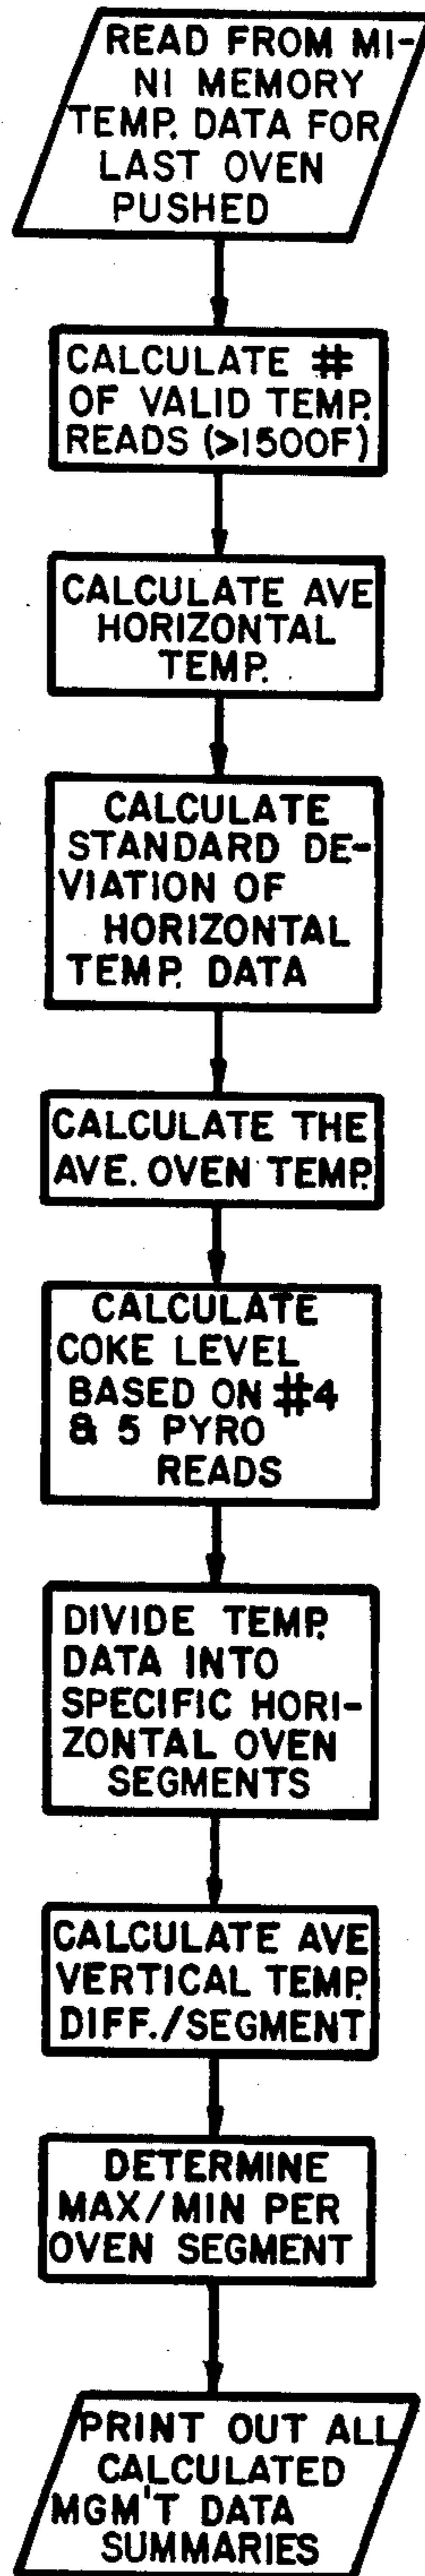 READ FROM MI-
NI MEMORY
TEMP. DATA FOR
LAST OVEN
PUSHED
CALCULATE #
OF VALID TEMP.
READS (>1500F)
CALCULATE AVE
HORIZONTAL
TEMP.
CALCULATE
STANDARD DE-
VIATION OF
HORIZONTAL
TEMP. DATA
CALCULATE THE
AVE. OVEN TEMP.
CALCULATE
COKE LEVEL
BASED ON #4
& 5 PYRO
READS
DIVIDE TEMP.
DATA INTO
SPECIFIC HORI-
ZONTAL OVEN
SEGMENTS
CALCULATE AVE
VERTICAL TEMP.
DIFF./SEGMENT
DETERMINE
MAX/MIN PER
OVEN SEGMENT
PRINT OUT ALL
CALCULATED
MGM'T DATA
SUMMARIES